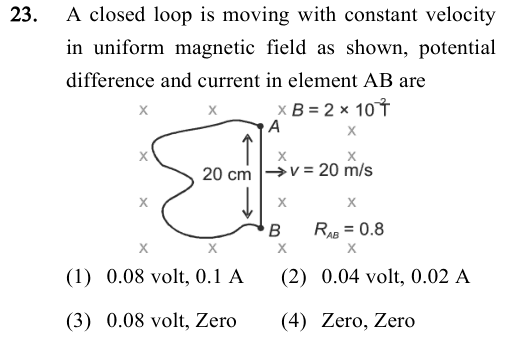 23. A closed loop is moving with constant velocity
in uniform magnetic field as shown, potential
difference and current in element AB are
x x x B = 2 × 10⁻²T
A x
x x x
20 cm v = 20 m/s
x x x
B R_AB = 0.8
x x x x
(1) 0.08 volt, 0.1 A (2) 0.04 volt, 0.02 A
(3) 0.08 volt, Zero (4) Zero, Zero